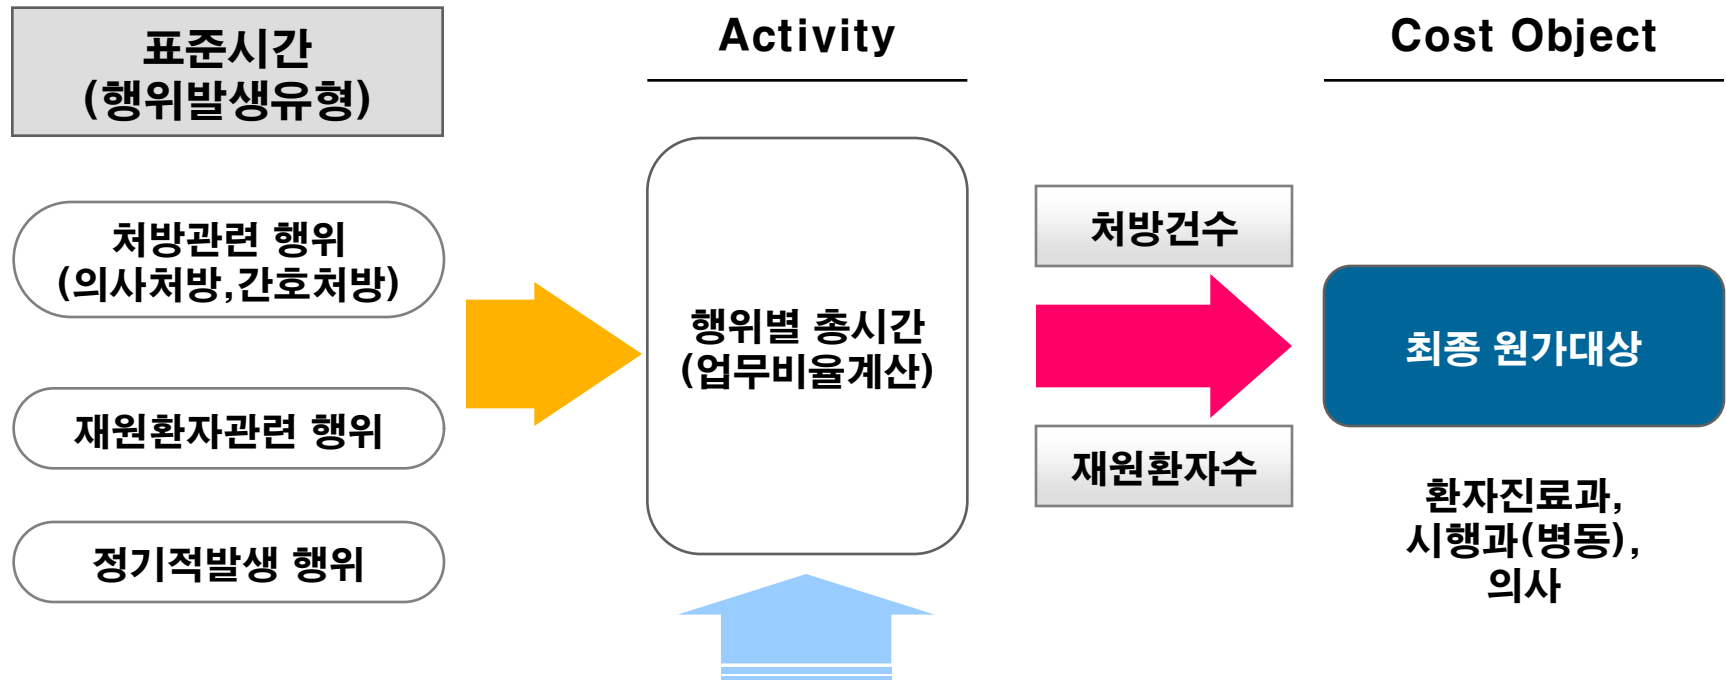 표준시간
(행위발생유형)
처방관련 행위
(의사처방,간호처방)
재원환자관련 행위
정기적발생 행위
Activity
행위별 총시간
(업무비율계산)
처방건수
재원환자수
Cost Object
최종 원가대상
환자진료과,
시행과(병동),
의사